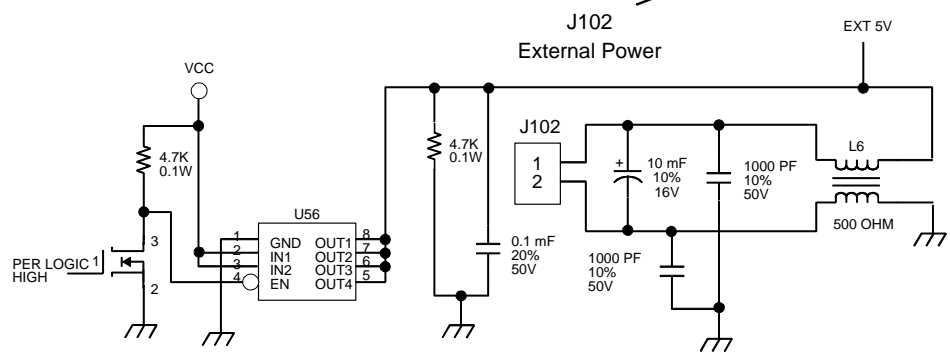 J102
External Power
EXT 5V
VCC
4.7K
0.1W
4.7K
0.1W
J102
1
2
+
10 mF
10%
16V
1000 PF
10%
50V
L6
500 OHM
U56
1 GND OUT1 8
2 IN1 OUT2 7
3 IN2 OUT3 6
4 EN OUT4 5
3
PER LOGIC 1
HIGH
2
0.1 mF
20%
50V
1000 PF
10%
50V